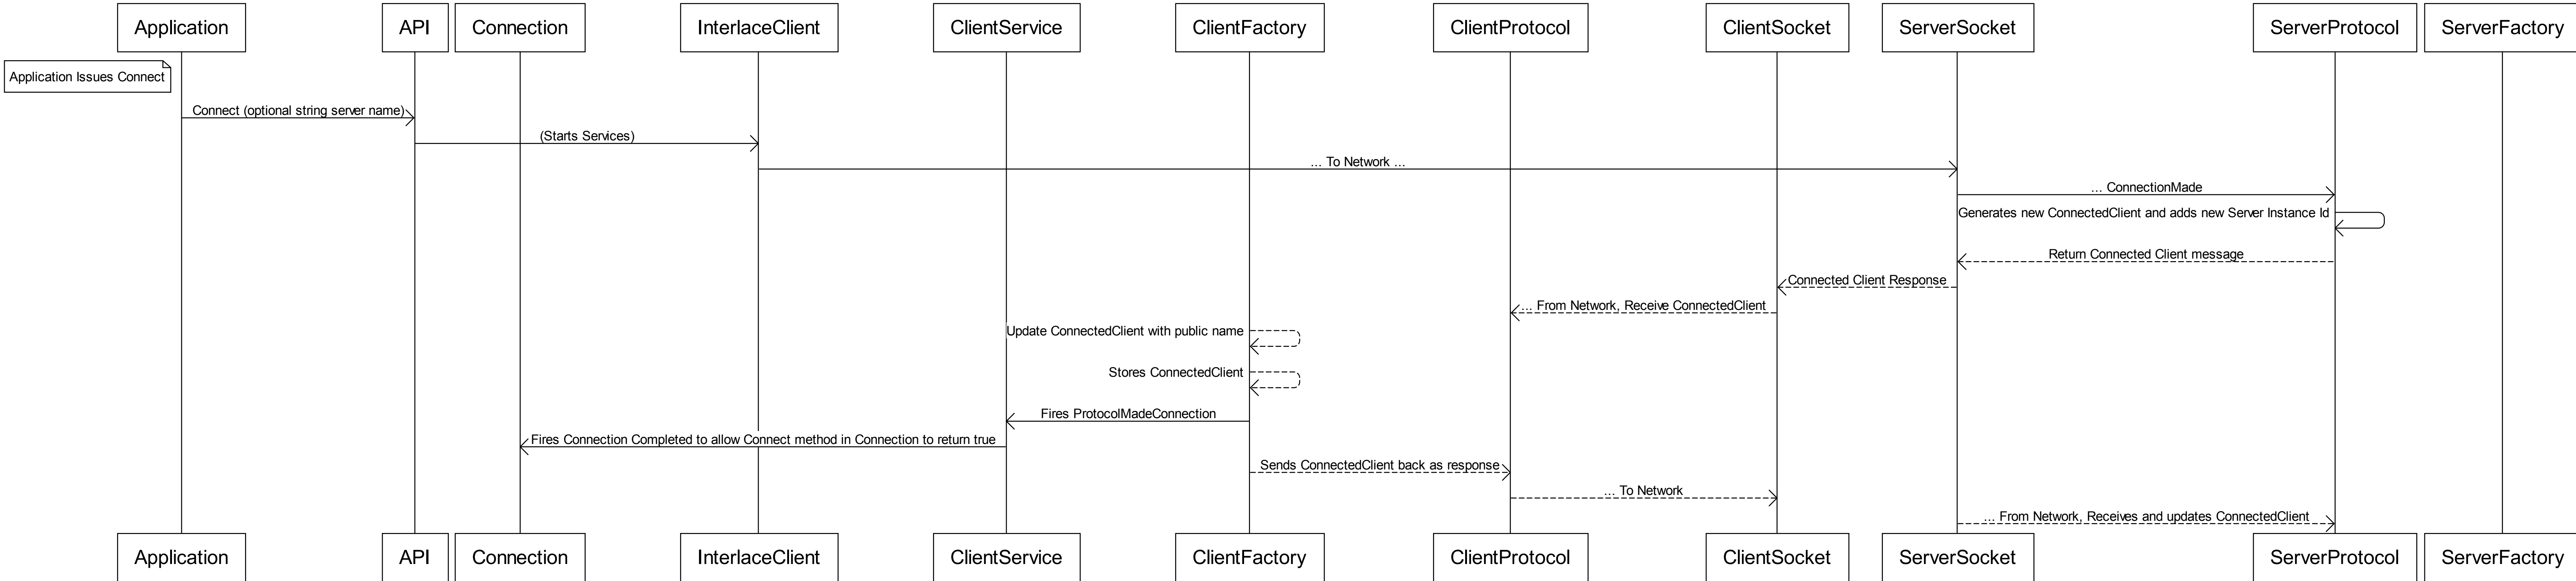 Application API Connection InterlaceClient ClientService ClientFactory ClientProtocol ClientSocket ServerSocket ServerProtocol ServerFactory
Application Issues Connect
Connect (optional string server name)
(Starts Services)
... To Network ...
... ConnectionMade
Generates new ConnectedClient and adds new Server Instance Id
Return Connected Client message
Connected Client Response
... From Network, Receive ConnectedClient
Update ConnectedClient with public name
Stores ConnectedClient
Fires ProtocolMadeConnection
Fires Connection Completed to allow Connect method in Connection to return true
Sends ConnectedClient back as response
... To Network
... From Network, Receives and updates ConnectedClient
Application API Connection InterlaceClient ClientService ClientFactory ClientProtocol ClientSocket ServerSocket ServerProtocol ServerFactory